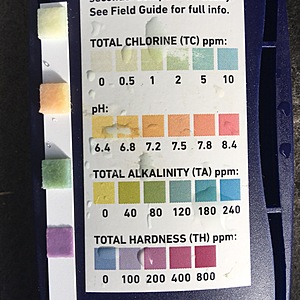 See Field Guide for full info.
TOTAL CHLORINE (TC) ppm:
0 0.5 1 2 5 10
pH:
6.4 6.8 7.2 7.5 7.8 8.4
TOTAL ALKALINITY (TA) ppm:
0 40 80 120 180 240
TOTAL HARDNESS (TH) ppm:
0 100 200 400 800